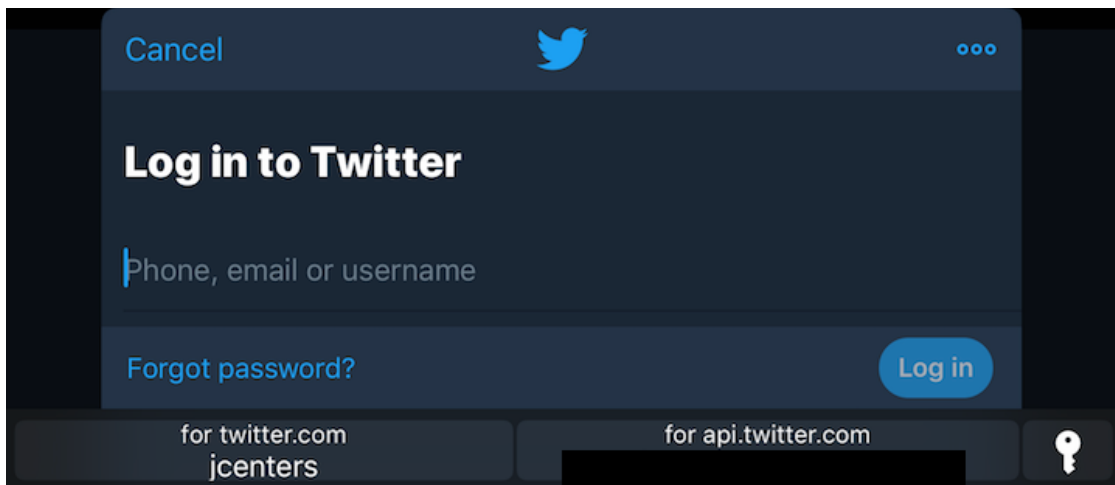 Cancel
Log in to Twitter
Phone, email or username
Forgot password?
Log in
for twitter.com
jcenters
for api.twitter.com